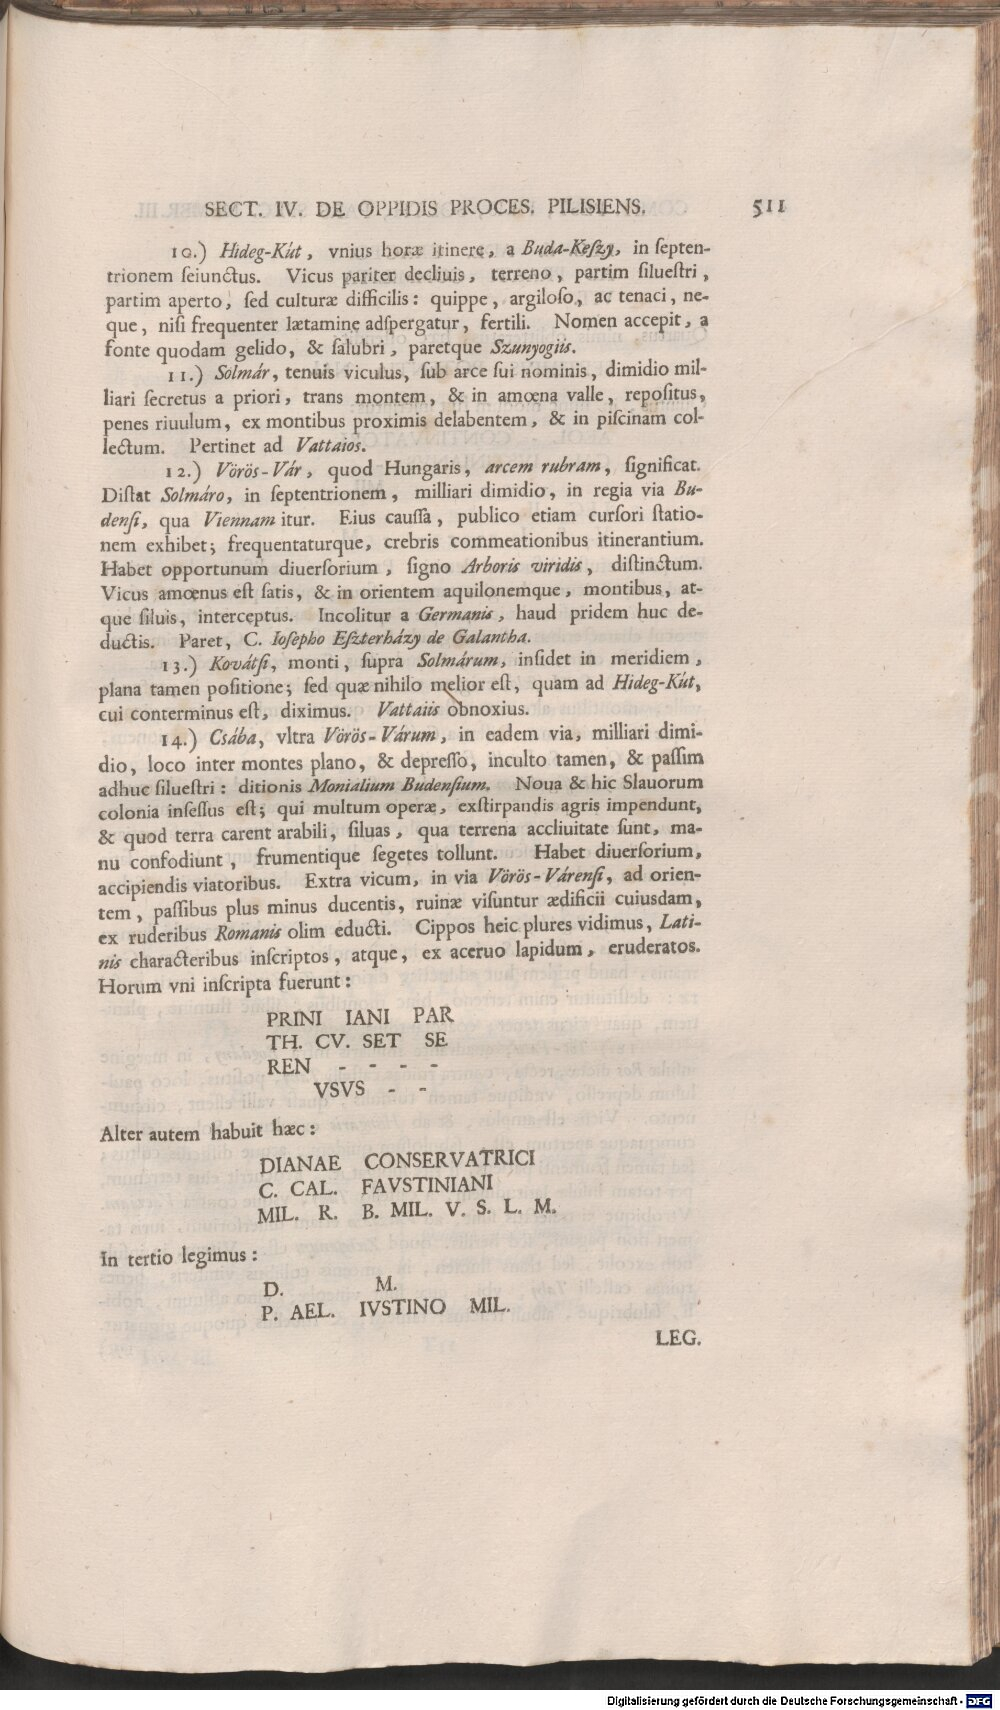 SECT. IV. DE OPPIDIS PROCES. PILISIENS. 511
10.) Hideg-Kút, vnius horæ itinere, a Buda-Keſzy, in ſepten-
trionem ſeiunctus. Vicus pariter decliuis, terreno, partim ſilueſtri,
partim aperto, ſed culturæ difficilis: quippe, argiloſo, ac tenaci, ne-
que, niſi frequenter lætamine adſpergatur, fertili. Nomen accepit, a
fonte quodam gelido, & ſalubri, paretque Szunyogiis.
11.) Solmár, tenuis viculus, ſub arce ſui nominis, dimidio mil-
liari ſecretus a priori, trans montem, & in amœna valle, repoſitus,
penes riuulum, ex montibus proximis delabentem, & in piſcinam col-
lectum. Pertinet ad Vattaios.
12.) Vörös-Vár, quod Hungaris, arcem rubram, ſignificat.
Diſtat Solmáro, in ſeptentrionem, milliari dimidio, in regia via Bu-
denſi, qua Viennam itur. Eius cauſſa, publico etiam curſori ſtatio-
nem exhibet; frequentaturque, crebris commeationibus itinerantium.
Habet opportunum diuerſorium, ſigno Arboris viridis, diſtinctum.
Vicus amœnus eſt ſatis, & in orientem aquilonemque, montibus, at-
que ſiluis, interceptus. Incolitur a Germanis, haud pridem huc de-
ductis. Paret, C. Ioſepho Eſzterházy de Galantha.
13.) Kovátſi, monti, ſupra Solmárum, inſidet in meridiem,
plana tamen poſitione; ſed quæ nihilo melior eſt, quam ad Hideg-Kút,
cui conterminus eſt, diximus. Vattaiis obnoxius.
14.) Csába, vltra Vörös-Várum, in eadem via, milliari dimi-
dio, loco inter montes plano, & depreſſo, inculto tamen, & paſſim
adhuc ſilueſtri: ditionis Monialium Budenſium. Noua & hic Slauorum
colonia inſeſſus eſt; qui multum operæ, exſtirpandis agris impendunt,
& quod terra carent arabili, ſiluas, qua terrena accliuitate ſunt, ma-
nu confodiunt, frumentique ſegetes tollunt. Habet diuerſorium,
accipiendis viatoribus. Extra vicum, in via Vörös-Várenſi, ad orien-
tem, paſſibus plus minus ducentis, ruinæ viſuntur ædificii cuiusdam,
ex ruderibus Romanis olim educti. Cippos heic plures vidimus, Lati-
nis characteribus inſcriptos, atque, ex aceruo lapidum, eruderatos.
Horum vni inſcripta fuerunt:
PRINI IANI PAR
TH. CV. SET SE
REN - - - -
VSVS - -
Alter autem habuit hæc:
DIANAE CONSERVATRICI
C. CAL. FAVSTINIANI
MIL. R. B. MIL. V. S. L. M.
In tertio legimus:
D. M.
P. AEL. IVSTINO MIL.
LEG.
Digitalisierung gefördert durch die Deutsche Forschungsgemeinschaft - DFG